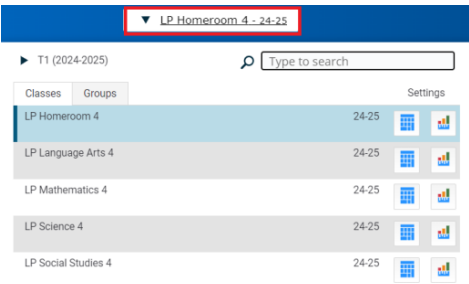 LP Homeroom 4 - 24-25
T1 (2024-2025)
Type to search
Classes Groups Settings
LP Homeroom 4 24-25
LP Language Arts 4 24-25
LP Mathematics 4 24-25
LP Science 4 24-25
LP Social Studies 4 24-25